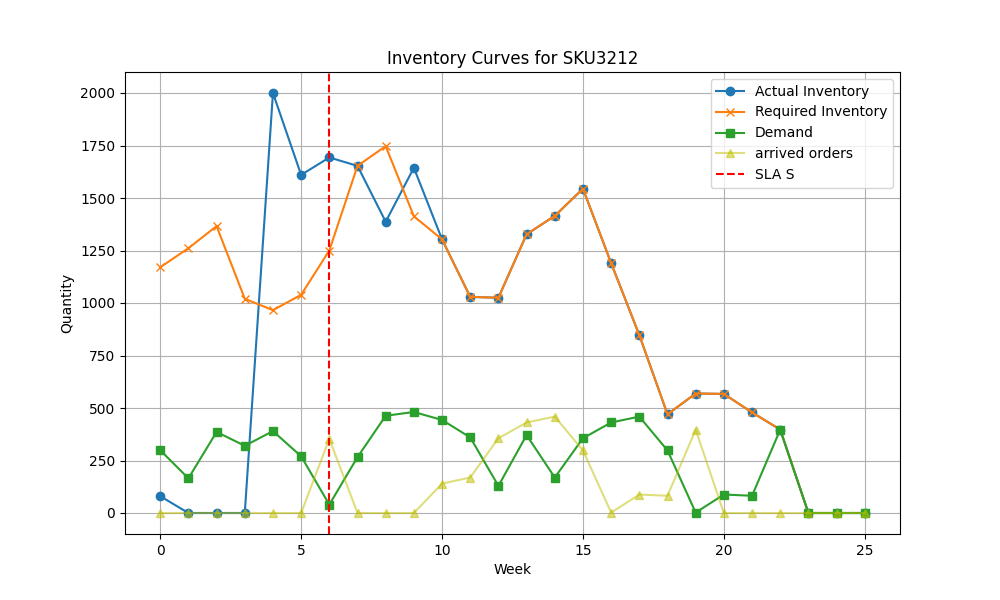 Inventory Curves for SKU3212
Actual Inventory
Required Inventory
Demand
arrived orders
SLA S
Quantity
2000
1750
1500
1250
1000
750
500
250
0
0 5 10 15 20 25
Week